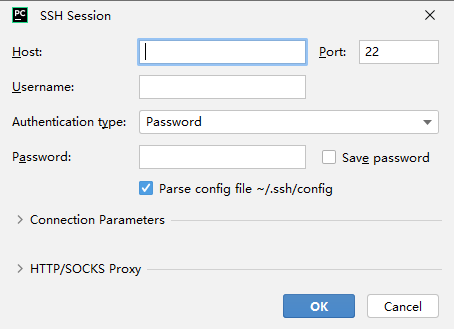 PC SSH Session
Host: Port: 22
Username:
Authentication type: Password
Password: Save password
Parse config file ~/.ssh/config
Connection Parameters
HTTP/SOCKS Proxy
OK Cancel